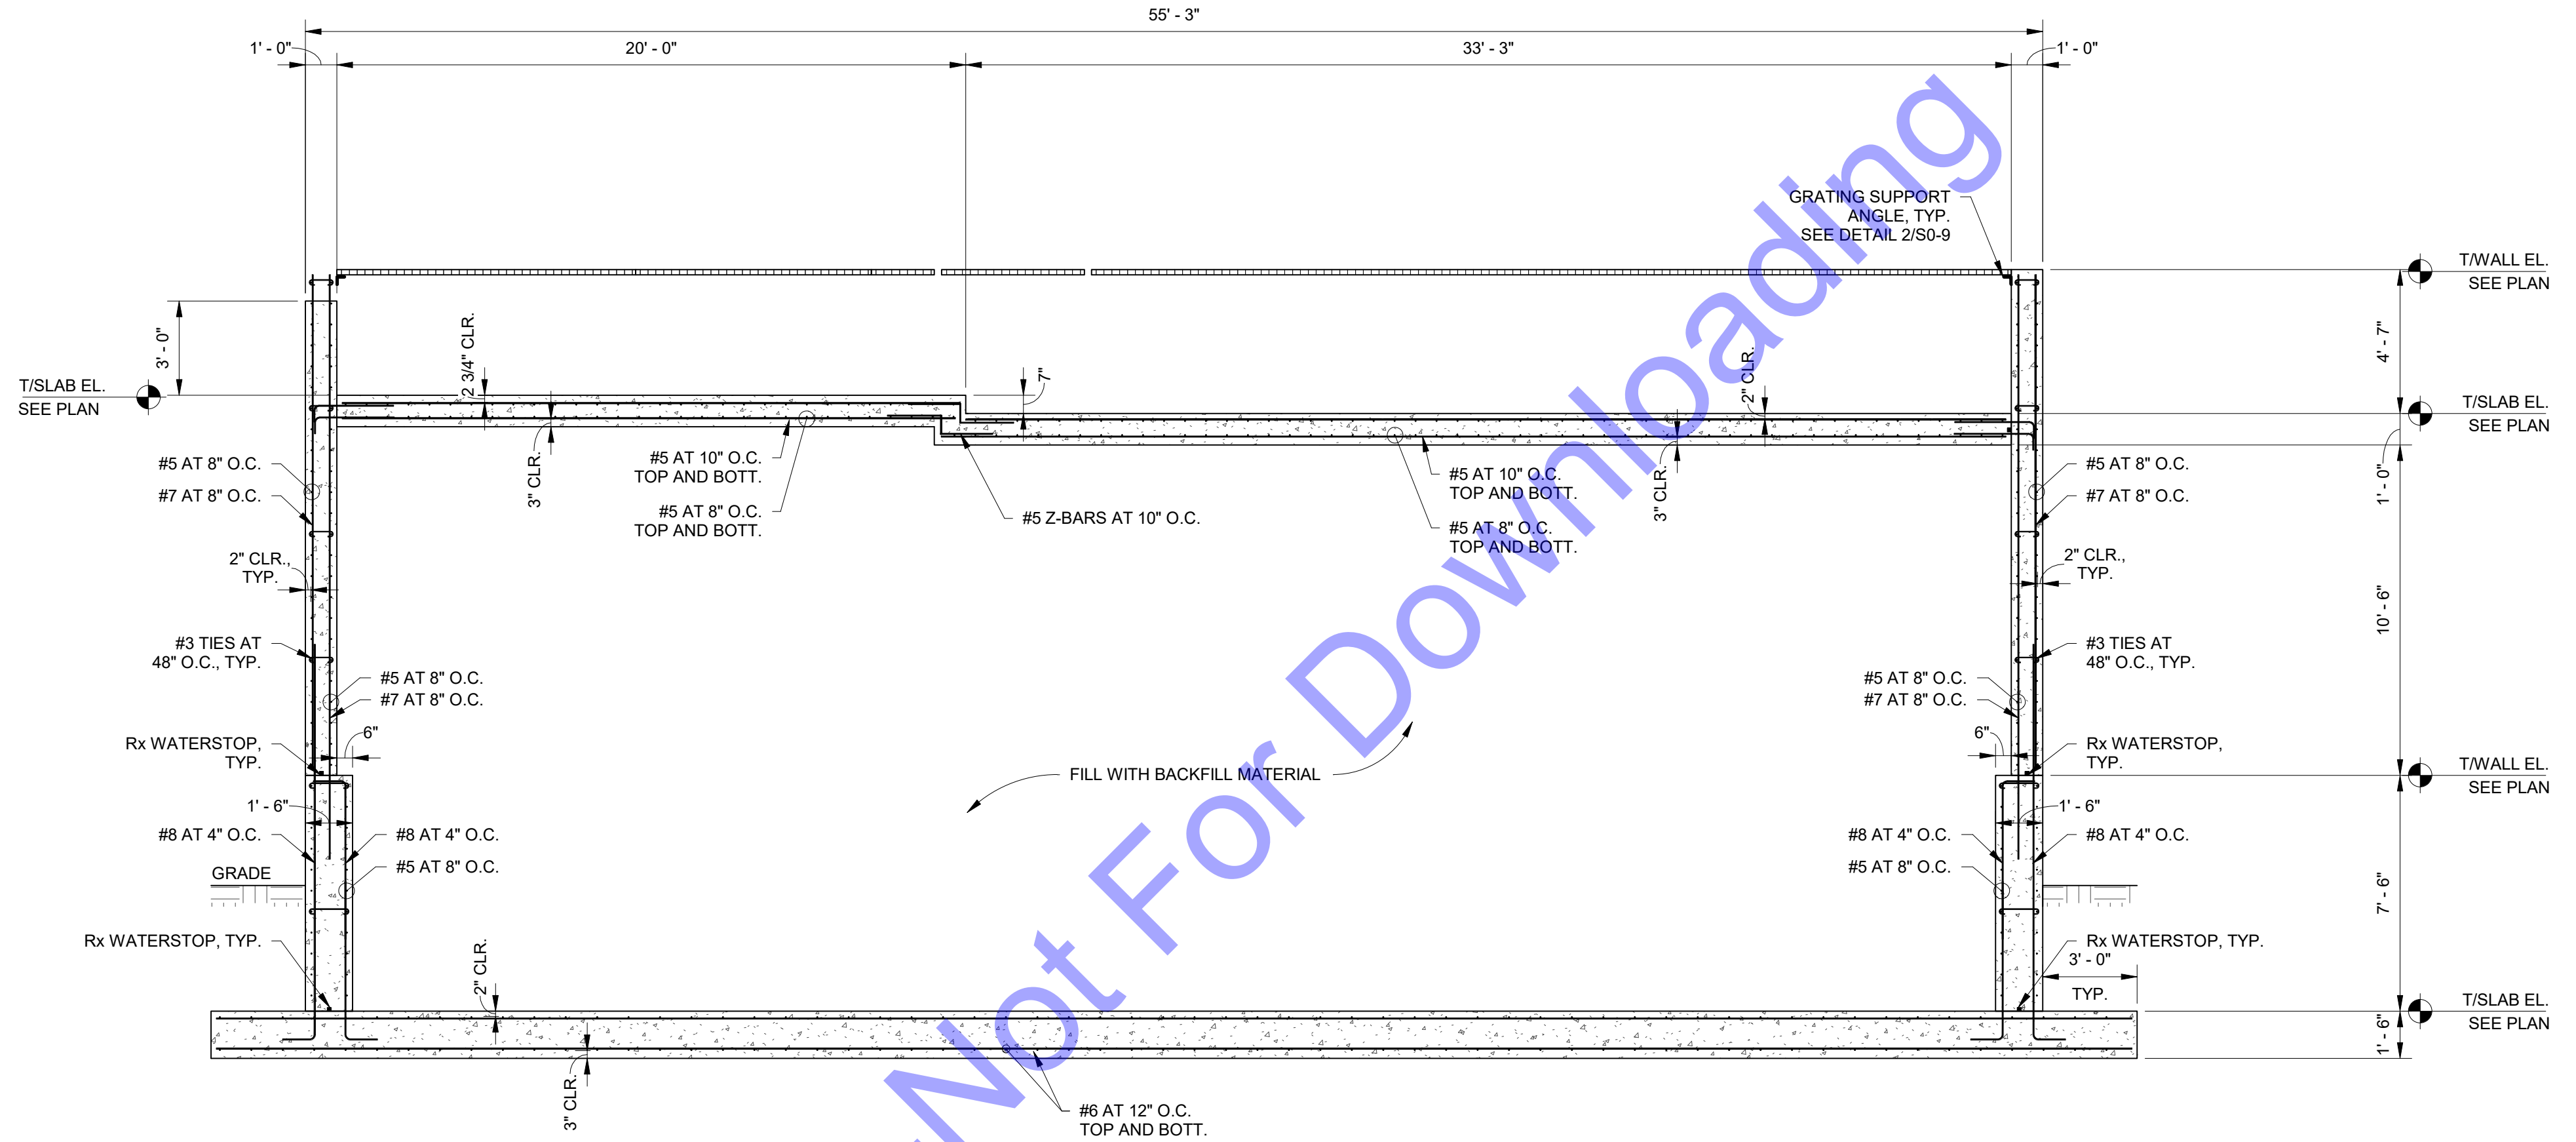 55' - 3"
1' - 0"
20' - 0"
33' - 3"
1' - 0"
GRATING SUPPORT
ANGLE, TYP.
SEE DETAIL 2/S0-9
T/WALL EL.
SEE PLAN
3' - 0"
2 3/4" CLR.
7"
2" CLR.
4' - 7"
T/SLAB EL.
SEE PLAN
T/SLAB EL.
SEE PLAN
#5 AT 8" O.C.
#7 AT 8" O.C.
3" CLR.
#5 AT 10" O.C.
TOP AND BOTT.
#5 AT 8" O.C.
TOP AND BOTT.
#5 Z-BARS AT 10" O.C.
#5 AT 10" O.C.
TOP AND BOTT.
#5 AT 8" O.C.
TOP AND BOTT.
3" CLR.
#5 AT 8" O.C.
#7 AT 8" O.C.
1' - 0"
2" CLR.,
TYP.
2" CLR.,
TYP.
10' - 6"
#3 TIES AT
48" O.C., TYP.
#5 AT 8" O.C.
#7 AT 8" O.C.
#5 AT 8" O.C.
#7 AT 8" O.C.
#3 TIES AT
48" O.C., TYP.
Rx WATERSTOP,
TYP.
6"
FILL WITH BACKFILL MATERIAL
6"
Rx WATERSTOP,
TYP.
T/WALL EL.
SEE PLAN
1' - 6"
#8 AT 4" O.C.
#8 AT 4" O.C.
#5 AT 8" O.C.
1' - 6"
#8 AT 4" O.C.
#8 AT 4" O.C.
#5 AT 8" O.C.
GRADE
7' - 6"
Rx WATERSTOP, TYP.
2" CLR.
Rx WATERSTOP, TYP.
3' - 0"
TYP.
T/SLAB EL.
SEE PLAN
1' - 6"
3" CLR.
#6 AT 12" O.C.
TOP AND BOTT.
Not For Downloading